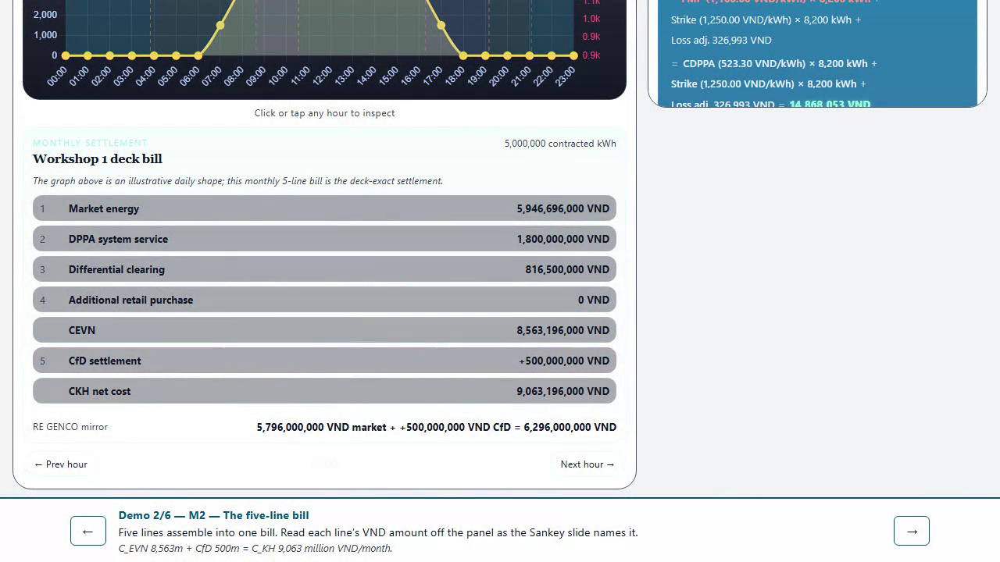 2,000
1,000
0
1.1k
1.0k
0.9k
0.9k
00:00 01:00 02:00 03:00 04:00 05:00 06:00 07:00 08:00 09:00 10:00 11:00 12:00 13:00 14:00 15:00 16:00 17:00 18:00 19:00 20:00 21:00 22:00 23:00
Click or tap any hour to inspect
MONTHLY SETTLEMENT
5,000,000 contracted kWh
Workshop 1 deck bill
The graph above is an illustrative daily shape; this monthly 5-line bill is the deck-exact settlement.
1 Market energy 5,946,696,000 VND
2 DPPA system service 1,800,000,000 VND
3 Differential clearing 816,500,000 VND
4 Additional retail purchase 0 VND
CEVN 8,563,196,000 VND
5 CfD settlement +500,000,000 VND
CKH net cost 9,063,196,000 VND
RE GENCO mirror 5,796,000,000 VND market + +500,000,000 VND CfD = 6,296,000,000 VND
← Prev hour
Next hour →
Strike (1,250.00 VND/kWh) × 8,200 kWh +
Loss adj. 326,993 VND
= CDPPA (523.30 VND/kWh) × 8,200 kWh +
Strike (1,250.00 VND/kWh) × 8,200 kWh +
Loss adj. 326,993 VND = 14,868,053 VND
←
Demo 2/6 — M2 — The five-line bill
Five lines assemble into one bill. Read each line's VND amount off the panel as the Sankey slide names it.
C_EVN 8,563m + CfD 500m = C_KH 9,063 million VND/month.
→